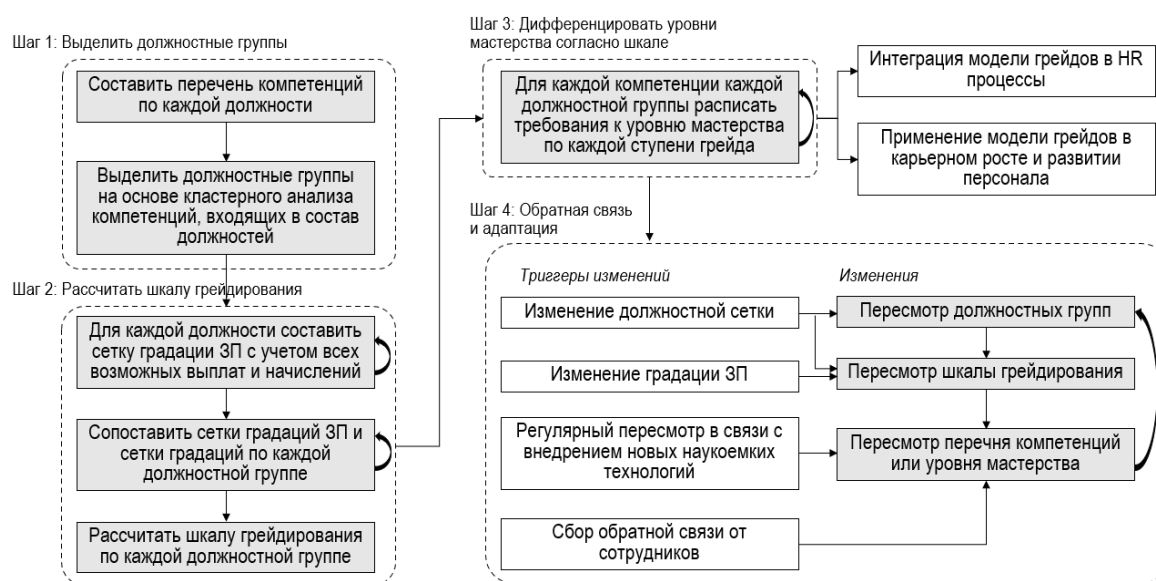 Шаг 1: Выделить должностные группы
Составить перечень компетенций
по каждой должности
Выделить должностные группы
на основе кластерного анализа
компетенций, входящих в состав
должностей
Шаг 2: Рассчитать шкалу грейдирования
Для каждой должности составить
сетку градации ЗП с учетом всех
возможных выплат и начислений
Сопоставить сетки градаций ЗП и
сетки градаций по каждой
должностной группе
Рассчитать шкалу грейдирования
по каждой должностной группе
Шаг 3: Дифференцировать уровни
мастерства согласно шкале
Для каждой компетенции каждой
должностной группы расписать
требования к уровню мастерства
по каждой ступени грейда
Интеграция модели грейдов в HR
процессы
Применение модели грейдов в
карьерном росте и развитии
персонала
Шаг 4: Обратная связь
и адаптация
Триггеры изменений
Изменения
Изменение должностной сетки
Пересмотр должностных групп
Изменение градации ЗП
Пересмотр шкалы грейдирования
Регулярный пересмотр в связи с
внедрением новых наукоемких
технологий
Пересмотр перечня компетенций
или уровня мастерства
Сбор обратной связи от
сотрудников